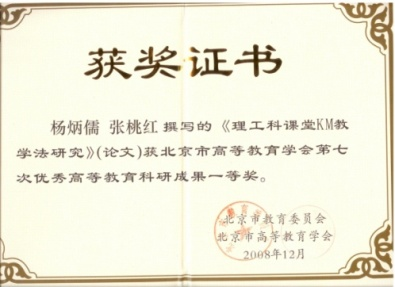 获奖证书
杨炳儒 张桃红撰写的《理工科课堂KM教
学法研究》(论文)获北京市高等教育学会第七
次优秀高等教育科研成果一等奖。
北京市教育委员会
北京市高等教育学会
2008年12月